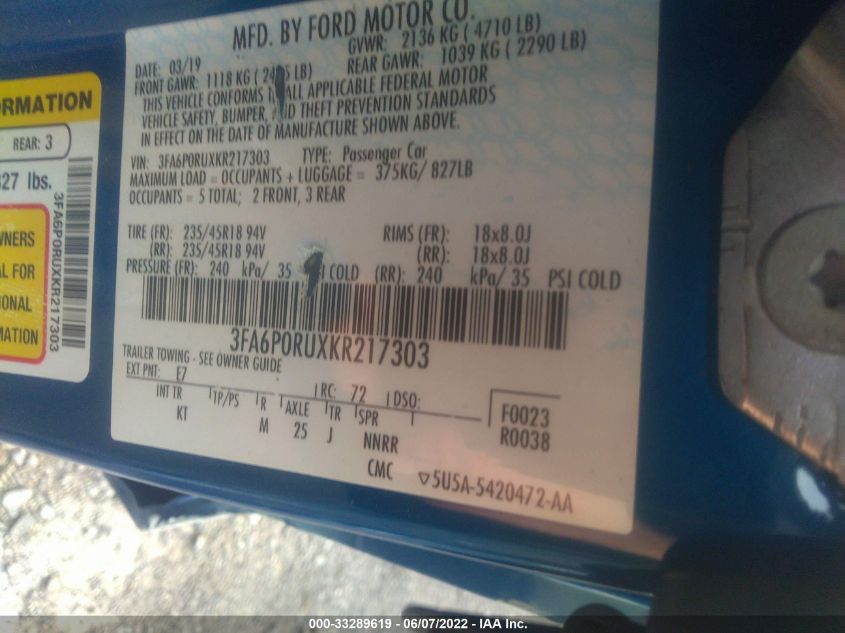 MFD. BY FORD MOTOR CO.
DATE: 03/19 GVWR: 2136 KG ( 4710 LB)
FRONT GAWR: 1118 KG ( LB) REAR GAWR: 1039 KG ( 2290 LB)
THIS VEHICLE CONFORMS ALL APPLICABLE FEDERAL MOTOR
VEHICLE SAFETY, BUMPER, AND THEFT PREVENTION STANDARDS
IN EFFECT ON THE DATE OF MANUFACTURE SHOWN ABOVE.
VIN: 3FA6P0RUXKR217303 TYPE: Passenger Car
MAXIMUM LOAD = OCCUPANTS + LUGGAGE = 375KG/ 827LB
OCCUPANTS = 5 TOTAL; 2 FRONT, 3 REAR
TIRE (FR): 235/45R18 94V RIMS (FR): 18x8.0J
(RR): 235/45R18 94V (RR): 18x8.0J
PRESSURE (FR): 240 kPa/ 35 COLD (RR): 240 kPa/ 35 PSI COLD
3FA6P0RUXKR217303
TRAILER TOWING - SEE OWNER GUIDE
EXT PNT: E7 RC: 72 DSO:
INT TR TP/PS R AXLE TR SPR
KT M 25 J NNRR
CMC
F0023
R0038
5U5A-5420472-AA
ORMATION
REAR: 3
827 lbs.
WNERS
AL FOR
IONAL
MATION
3FA6P0RUXKR217303
000-33289619 - 06/07/2022 - IAAI Inc.